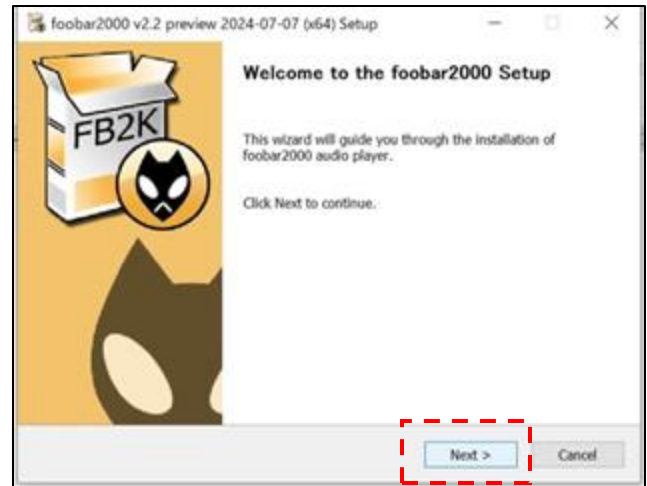 foobar2000 v2.2 preview 2024-07-07 (x64) Setup
Welcome to the foobar2000 Setup
FB2K
This wizard will guide you through the installation of
foobar2000 audio player.
Click Next to continue.
Next >
Cancel